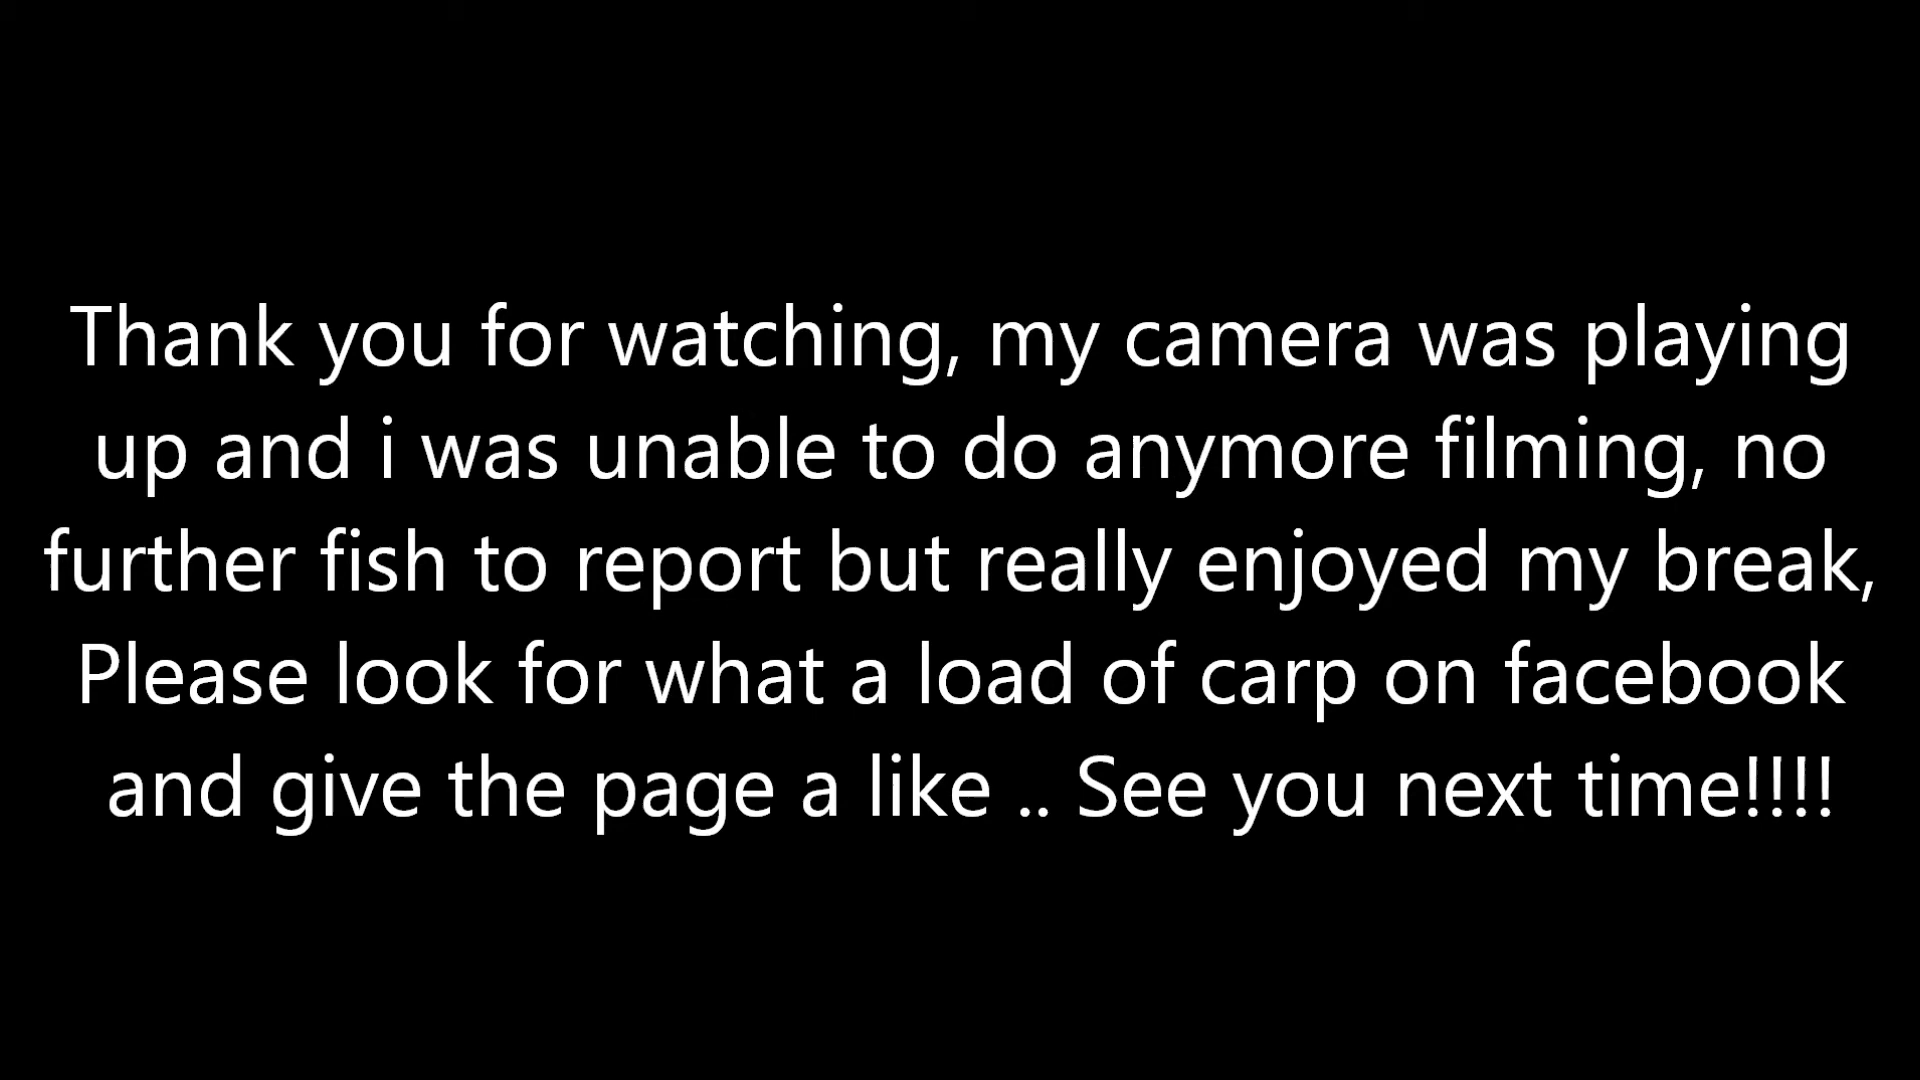 Thank you for watching, my camera was playing
up and i was unable to do anymore filming, no
further fish to report but really enjoyed my break,
Please look for what a load of carp on facebook
and give the page a like .. See you next time!!!!